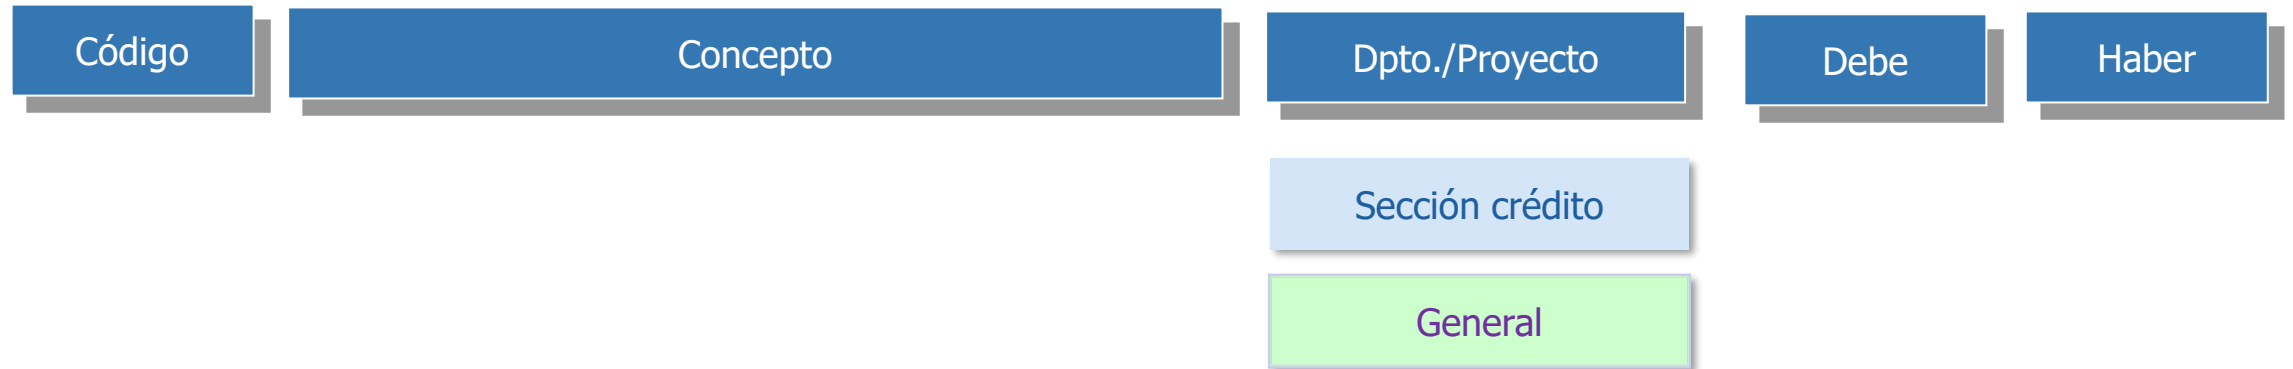 Código
Concepto
Dpto./Proyecto
Debe
Haber
Sección crédito
General